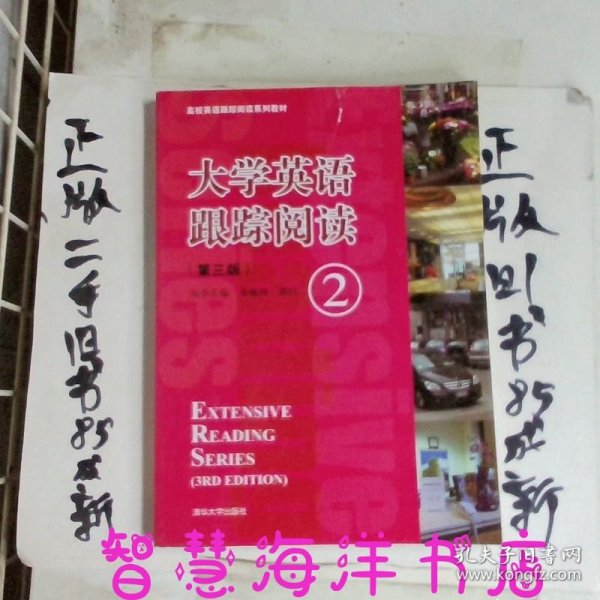 高校英语跟踪阅读系列教材
大学英语
跟踪阅读
（第三版）
2
EXTENSIVE
READING
SERIES
(3RD EDITION)
清华大学出版社
正版二手旧书85成新
正版旧书85成新
智慧海洋书店
孔夫子旧书网
www.kongfz.com